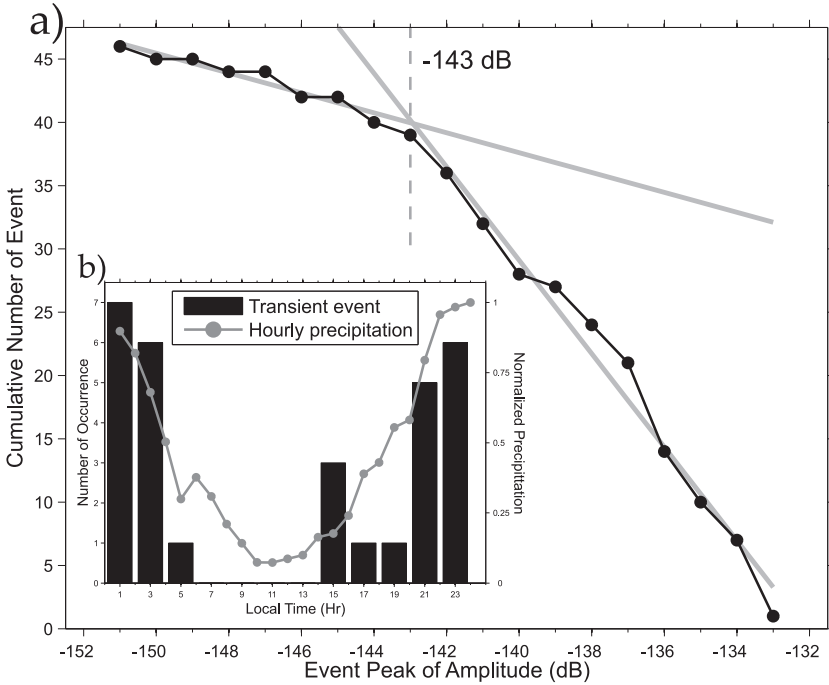 a)
-143 dB
45
40
35
30
25
20
15
10
5
0
Cumulative Number of Event
-152 -150 -148 -146 -144 -142 -140 -138 -136 -134 -132
Event Peak of Amplitude (dB)
b)
Transient event
Hourly precipitation
7
6
5
4
3
2
1
0
Number of Occurrence
1
0.75
0.5
0.25
0
Normalized Precipittation
1 3 5 7 9 11 13 15 17 19 21 23
Local Time (Hr)